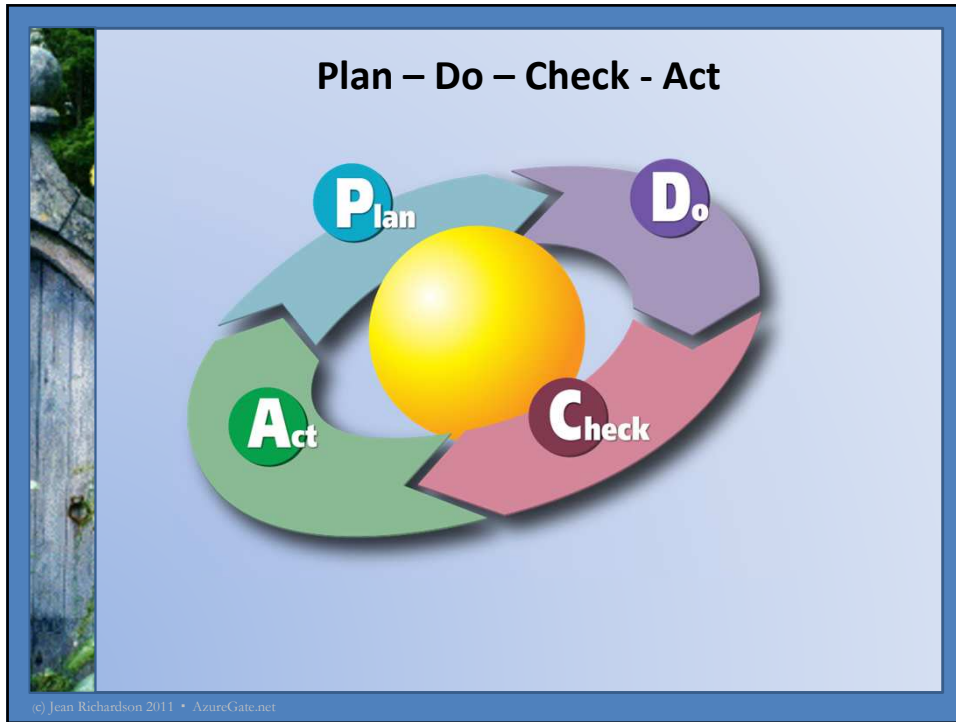 Plan – Do – Check - Act
Plan
Do
Check
Act
(c) Jean Richardson 2011 • AzureGate.net